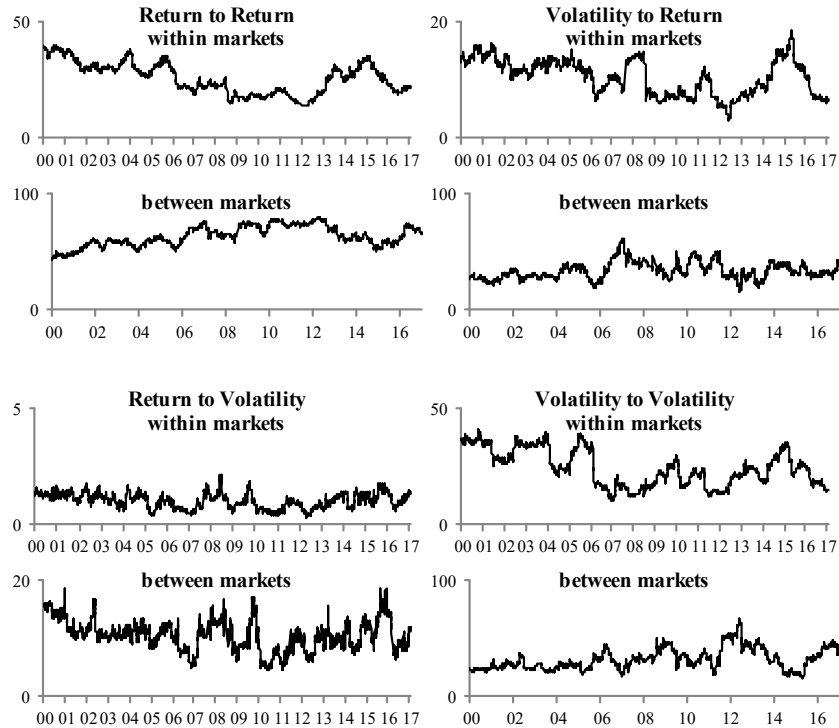 Return to Return
within markets
50
0
00 01 02 03 04 05 06 07 08 09 10 11 12 13 14 15 16 17
Volatility to Return
within markets
20
0
00 01 02 03 04 05 06 07 08 09 10 11 12 13 14 15 16 17
between markets
100
0
00 02 04 06 08 10 12 14 16
between markets
100
0
00 02 04 06 08 10 12 14 16
Return to Volatility
within markets
5
0
00 01 02 03 04 05 06 07 08 09 10 11 12 13 14 15 16 17
Volatility to Volatility
within markets
50
0
00 01 02 03 04 05 06 07 08 09 10 11 12 13 14 15 16 17
between markets
20
0
00 01 02 03 04 05 06 07 08 09 10 11 12 13 14 15 16 17
between markets
100
0
00 02 04 06 08 10 12 14 16